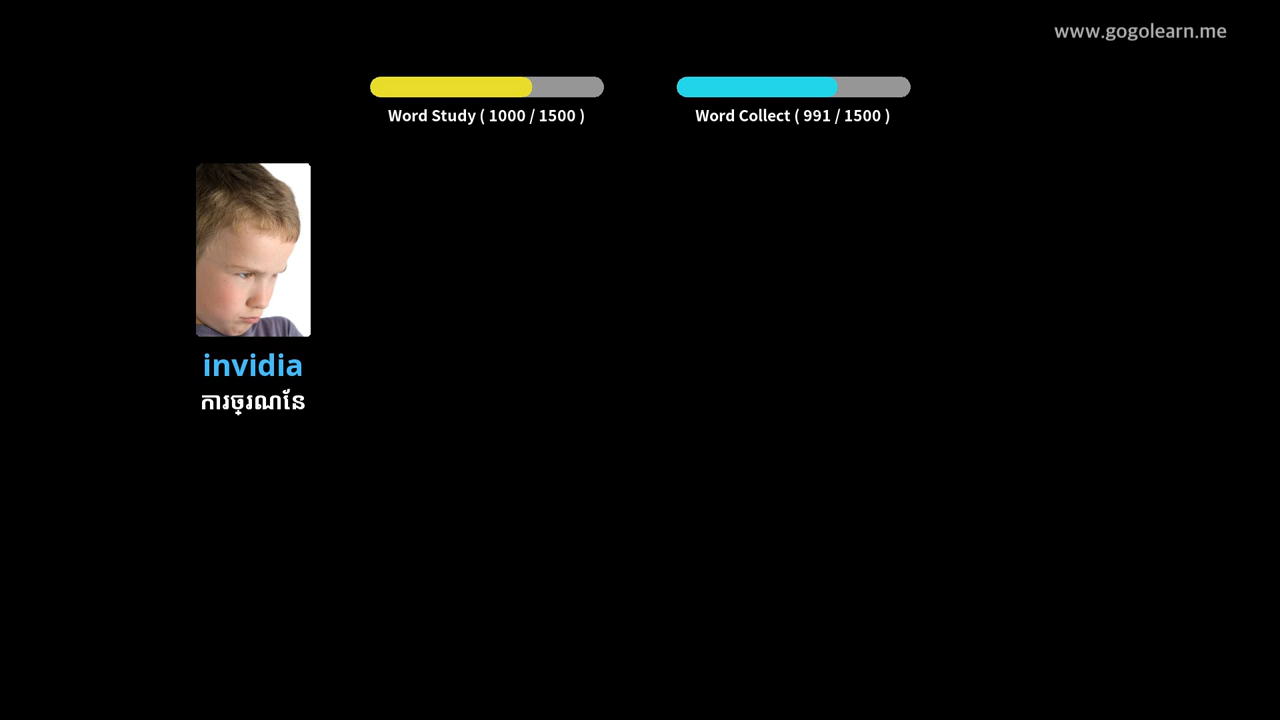 www.gogolearn.me
Word Study ( 1000 / 1500 )
Word Collect ( 991 / 1500 )
invidia
ការច្រណែន